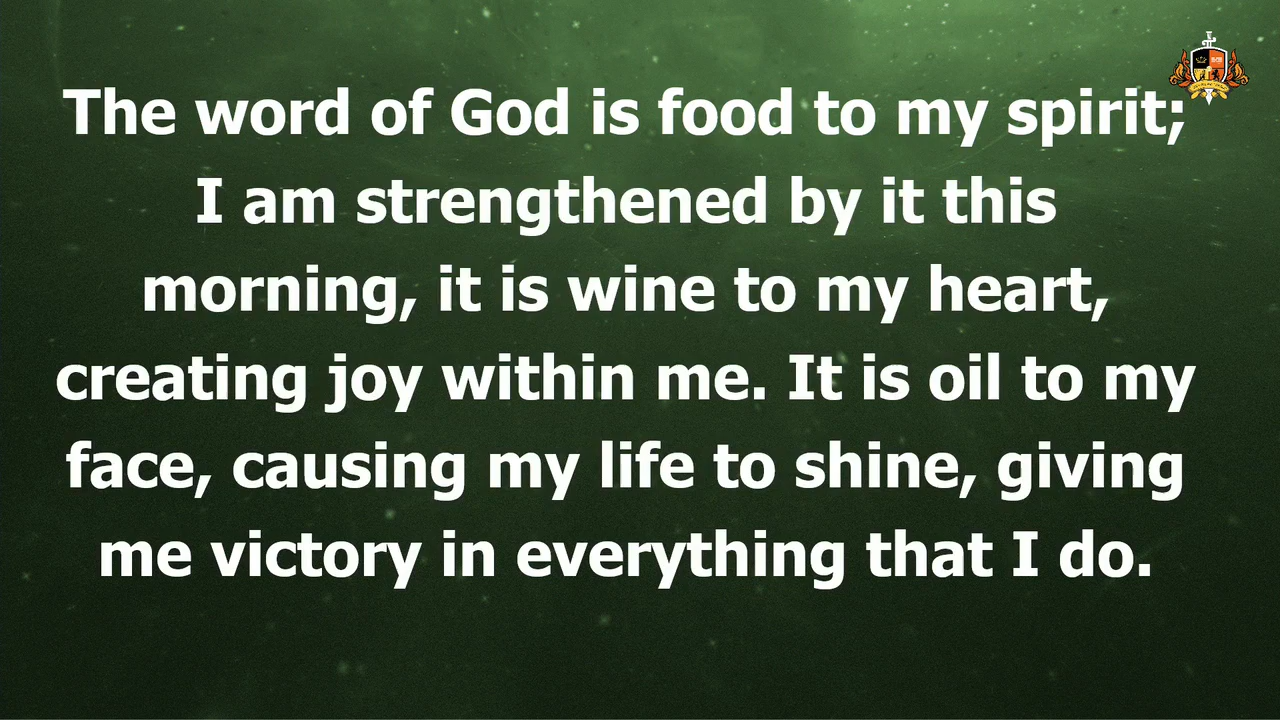 The word of God is food to my spirit;
I am strengthened by it this
morning, it is wine to my heart,
creating joy within me. It is oil to my
face, causing my life to shine, giving
me victory in everything that I do.